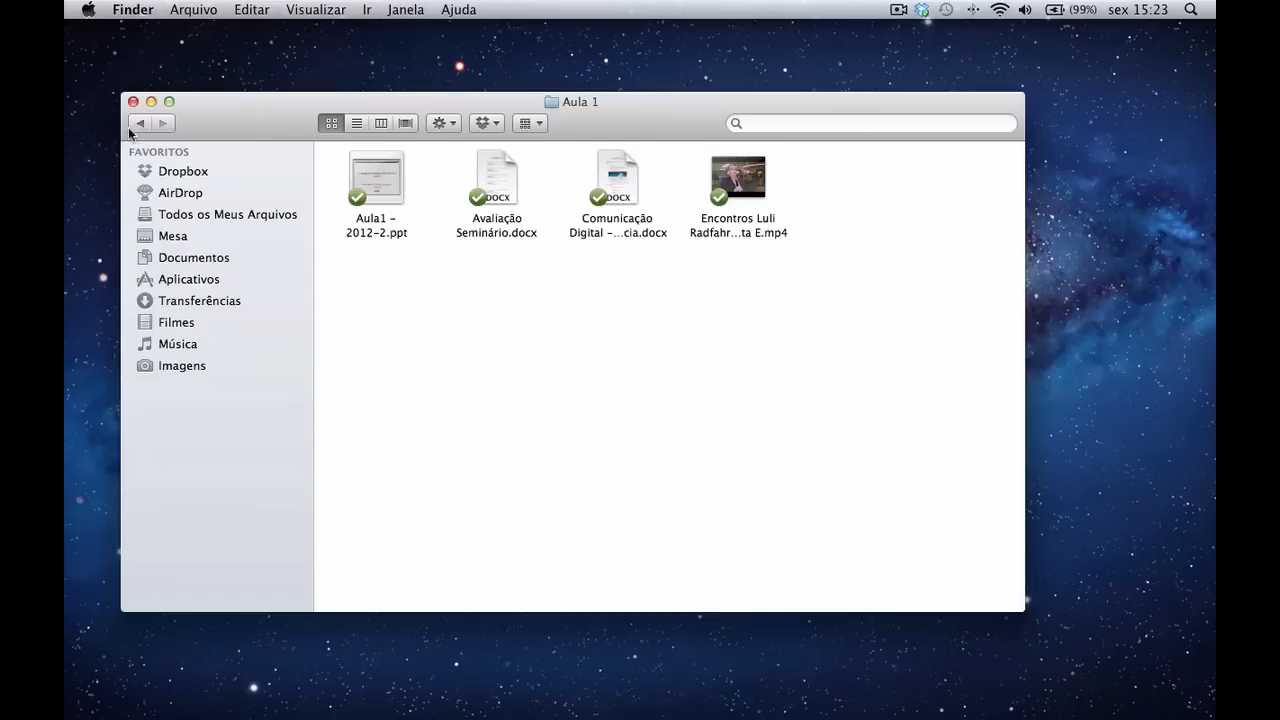 Finder Arquivo Editar Visualizar Ir Janela Ajuda (99%) sex 15:23
Aula 1
FAVORITOS
Dropbox
AirDrop
Todos os Meus Arquivos
Mesa
Documentos
Aplicativos
Transferências
Filmes
Música
Imagens
Aula1 –
2012-2.ppt
DOCX
Avaliação
Seminário.docx
DOCX
Comunicação
Digital -...cia.docx
Encontros Luli
Radfahr...ta E.mp4